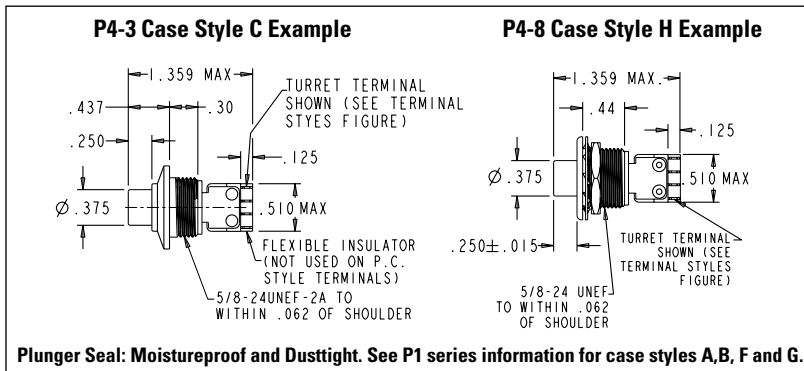 P4-3 Case Style C Example
1.359 MAX
.437
.30
.250
TURRET TERMINAL
SHOWN (SEE TERMINAL
STYES FIGURE)
.125
Ø.375
.510 MAX
FLEXIBLE INSULATOR
(NOT USED ON P.C.
STYLE TERMINALS)
5/8-24UNEF-2A TO
WITHIN .062 OF SHOULDER
P4-8 Case Style H Example
1.359 MAX.
.44
.125
Ø.375
.510 MAX
.250±.015
TURRET TERMINAL
SHOWN (SEE
TERMINAL STYLES
FIGURE)
5/8-24 UNEF
TO WITHIN .062
OF SHOULDER
Plunger Seal: Moistureproof and Dusttight. See P1 series information for case styles A,B, F and G.